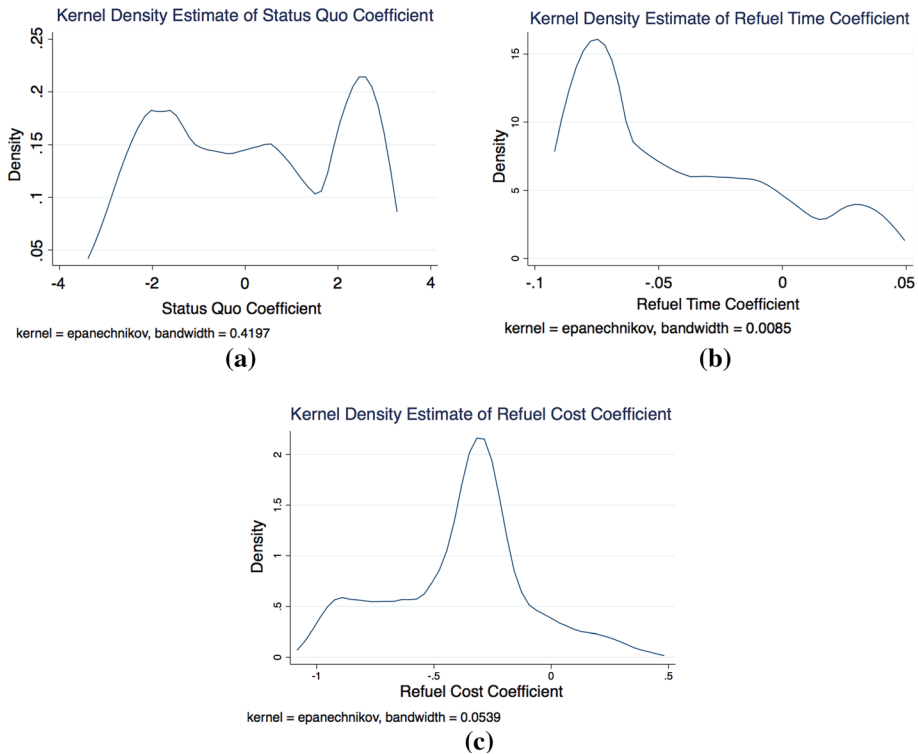 Kernel Density Estimate of Status Quo Coefficient
.25
.2
.15
.1
.05
Density
-4
-2
0
2
4
Status Quo Coefficient
kernel = epanechnikov, bandwidth = 0.4197
(a)
Kernel Density Estimate of Refuel Time Coefficient
15
10
5
0
Density
-.1
-.05
0
.05
Refuel Time Coefficient
kernel = epanechnikov, bandwidth = 0.0085
(b)
Kernel Density Estimate of Refuel Cost Coefficient
2
1.5
1
.5
0
Density
-1
-.5
0
.5
Refuel Cost Coefficient
kernel = epanechnikov, bandwidth = 0.0539
(c)